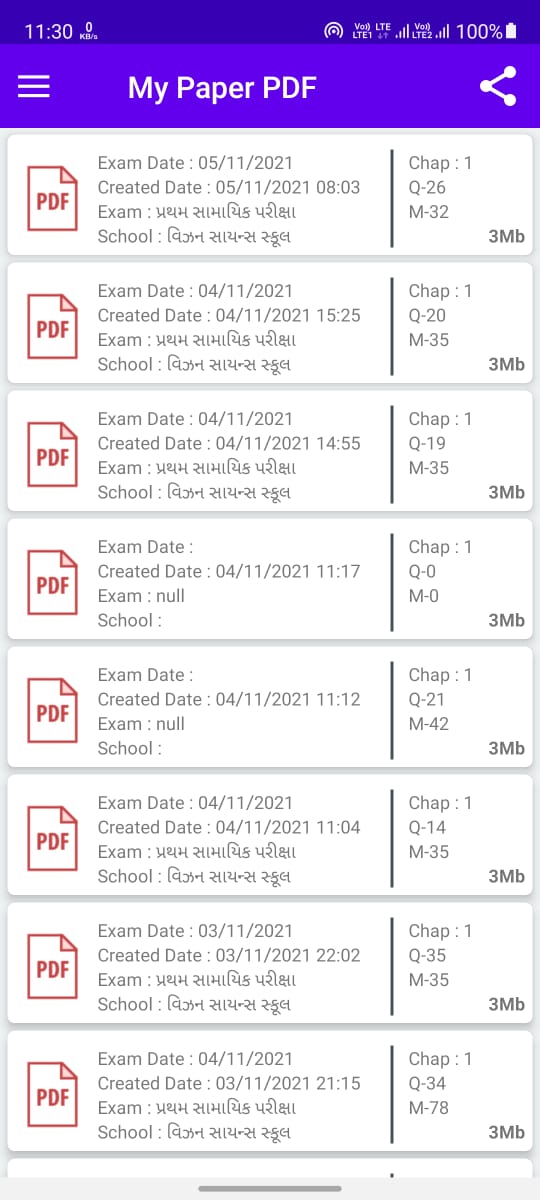 11:30 0 KB/s Vo)) LTE1 LTE Vo)) LTE2 100%
My Paper PDF
PDF
Exam Date : 05/11/2021
Created Date : 05/11/2021 08:03
Exam : પ્રથમ સામાયિક પરીક્ષા
School : વિઝન સાયન્સ સ્કૂલ
Chap : 1
Q-26
M-32
3Mb
PDF
Exam Date : 04/11/2021
Created Date : 04/11/2021 15:25
Exam : પ્રથમ સામાયિક પરીક્ષા
School : વિઝન સાયન્સ સ્કૂલ
Chap : 1
Q-20
M-35
3Mb
PDF
Exam Date : 04/11/2021
Created Date : 04/11/2021 14:55
Exam : પ્રથમ સામાયિક પરીક્ષા
School : વિઝન સાયન્સ સ્કૂલ
Chap : 1
Q-19
M-35
3Mb
PDF
Exam Date :
Created Date : 04/11/2021 11:17
Exam : null
School :
Chap : 1
Q-0
M-0
3Mb
PDF
Exam Date :
Created Date : 04/11/2021 11:12
Exam : null
School :
Chap : 1
Q-21
M-42
3Mb
PDF
Exam Date : 04/11/2021
Created Date : 04/11/2021 11:04
Exam : પ્રથમ સામાયિક પરીક્ષા
School : વિઝન સાયન્સ સ્કૂલ
Chap : 1
Q-14
M-35
3Mb
PDF
Exam Date : 03/11/2021
Created Date : 03/11/2021 22:02
Exam : પ્રથમ સામાયિક પરીક્ષા
School : વિઝન સાયન્સ સ્કૂલ
Chap : 1
Q-35
M-35
3Mb
PDF
Exam Date : 04/11/2021
Created Date : 03/11/2021 21:15
Exam : પ્રથમ સામાયિક પરીક્ષા
School : વિઝન સાયન્સ સ્કૂલ
Chap : 1
Q-34
M-78
3Mb